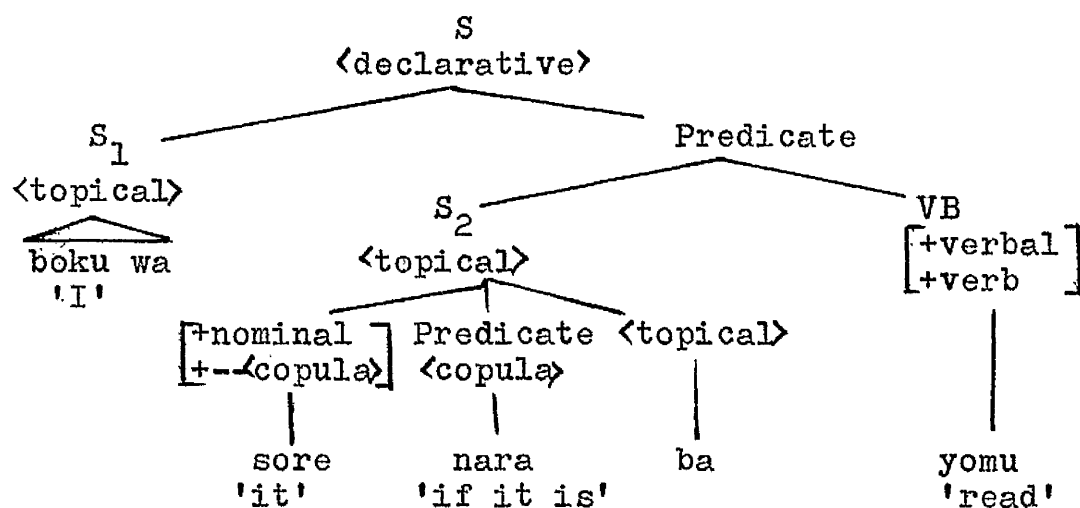 S
<declarative>
S1 Predicate
<topical>
S2 VB
boku wa <topical> [+verbal]
'I' [+verb]
[+nominal Predicate <topical>
+--<copula>] <copula>
sore nara ba yomu
'it' 'if it is' 'read'